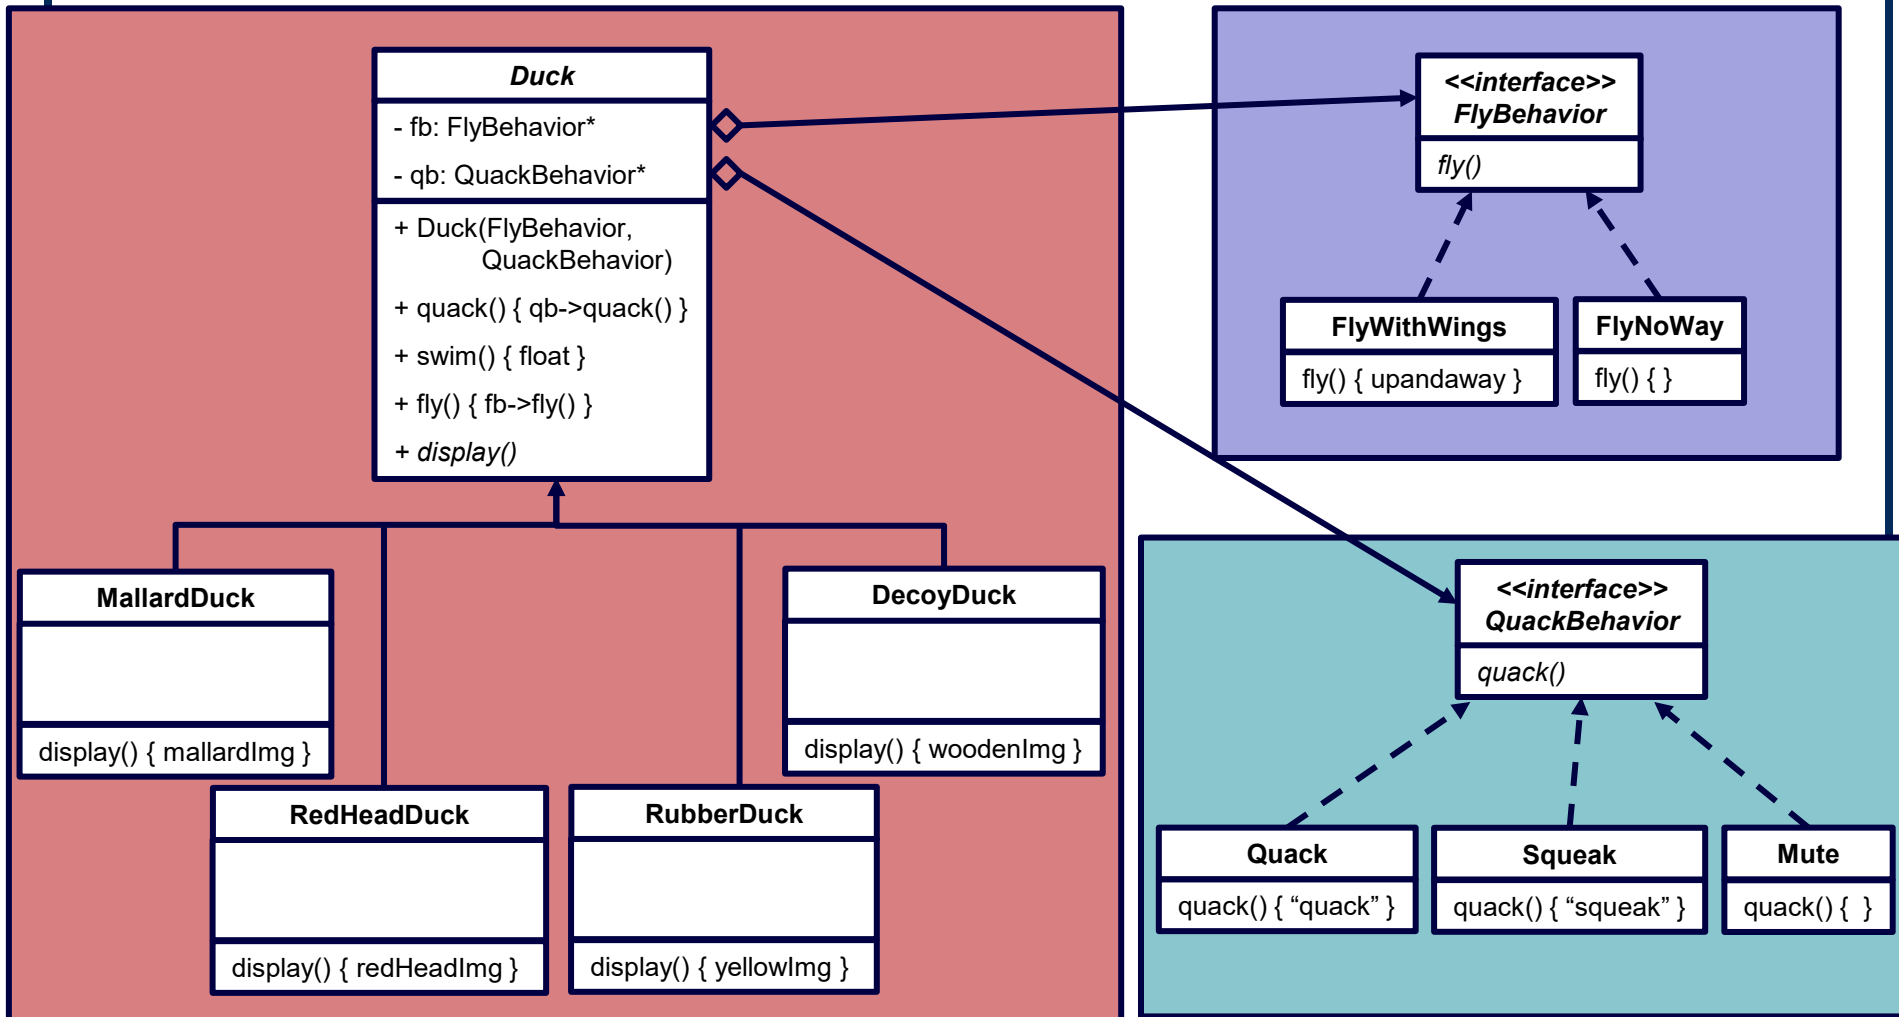 Duck
- fb: FlyBehavior*
- qb: QuackBehavior*
+ Duck(FlyBehavior,
QuackBehavior)
+ quack() { qb->quack() }
+ swim() { float }
+ fly() { fb->fly() }
+ display()
MallardDuck
display() { mallardImg }
RedHeadDuck
display() { redHeadImg }
RubberDuck
display() { yellowImg }
DecoyDuck
display() { woodenImg }
<<interface>>
FlyBehavior
fly()
FlyWithWings
fly() { upandaway }
FlyNoWay
fly() { }
<<interface>>
QuackBehavior
quack()
Quack
quack() { “quack” }
Squeak
quack() { “squeak” }
Mute
quack() {  }